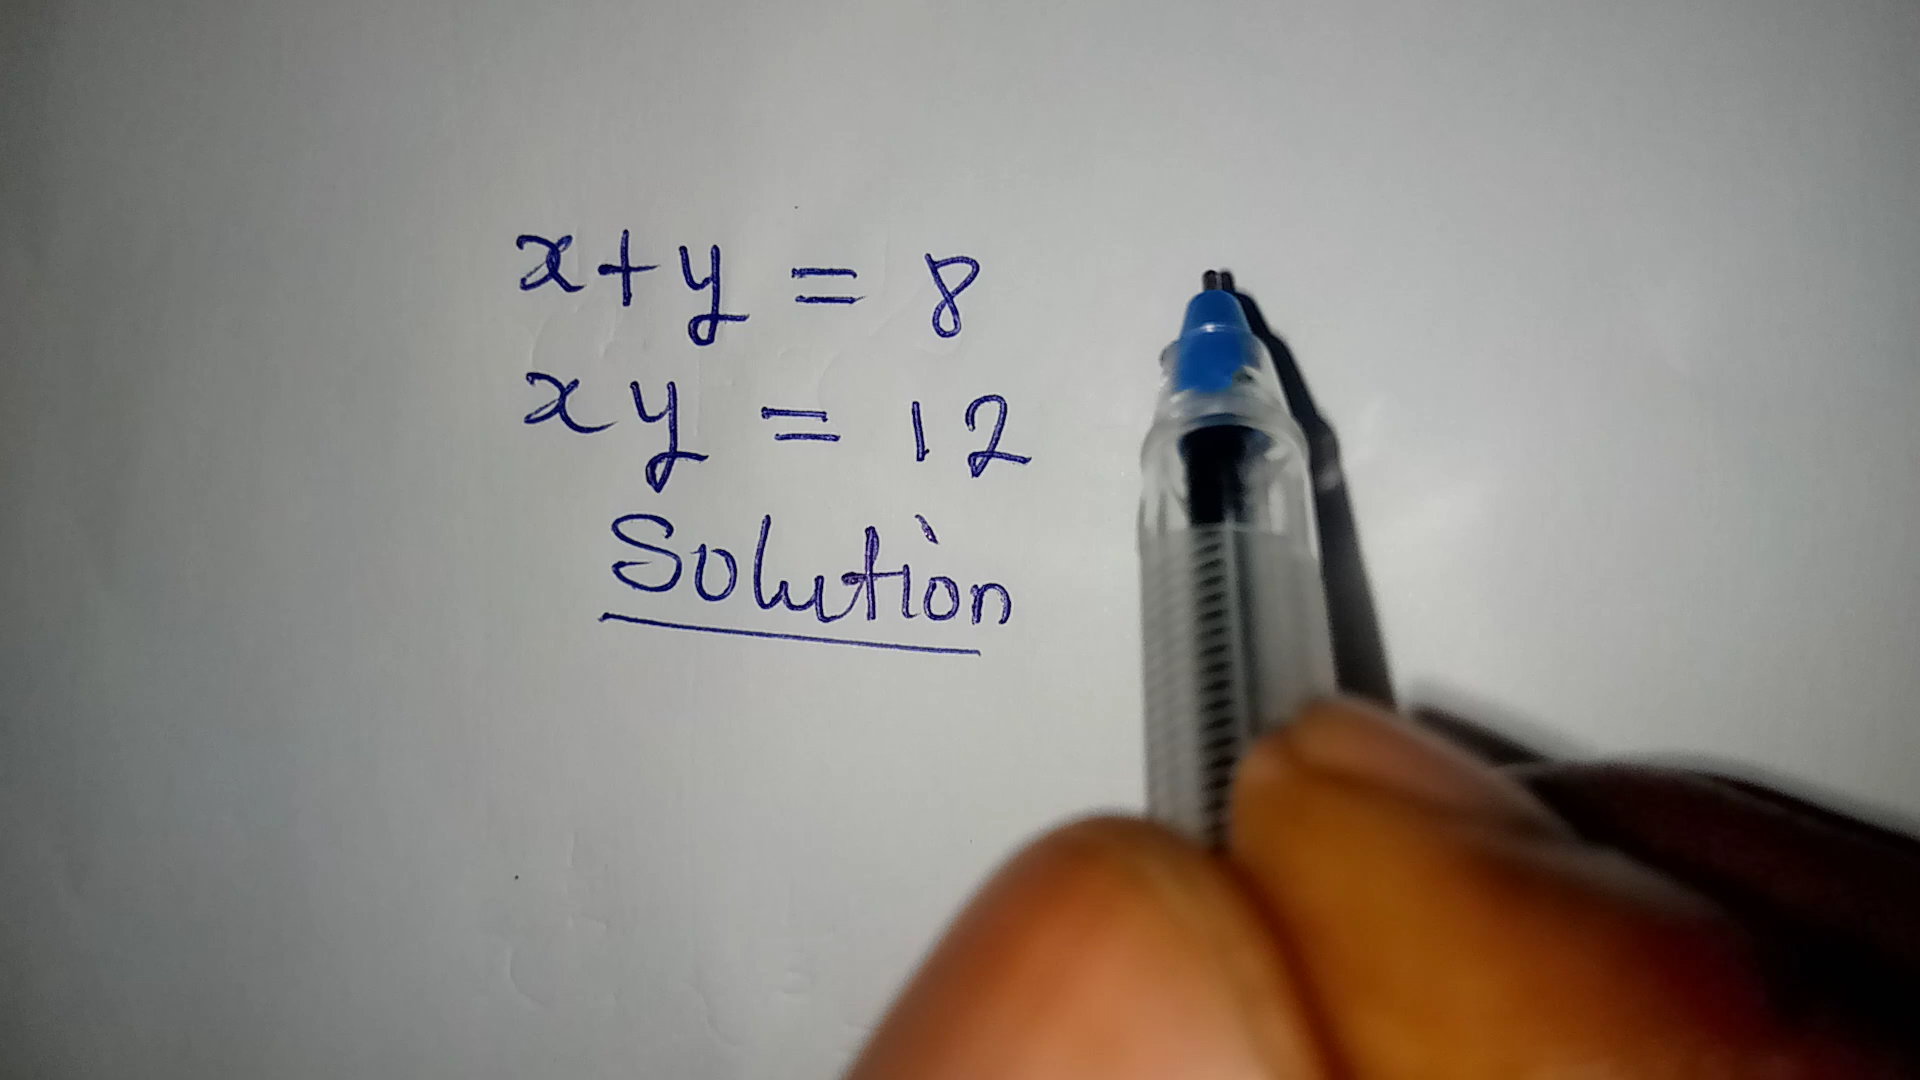 x+y = 8
xy = 12
Solution